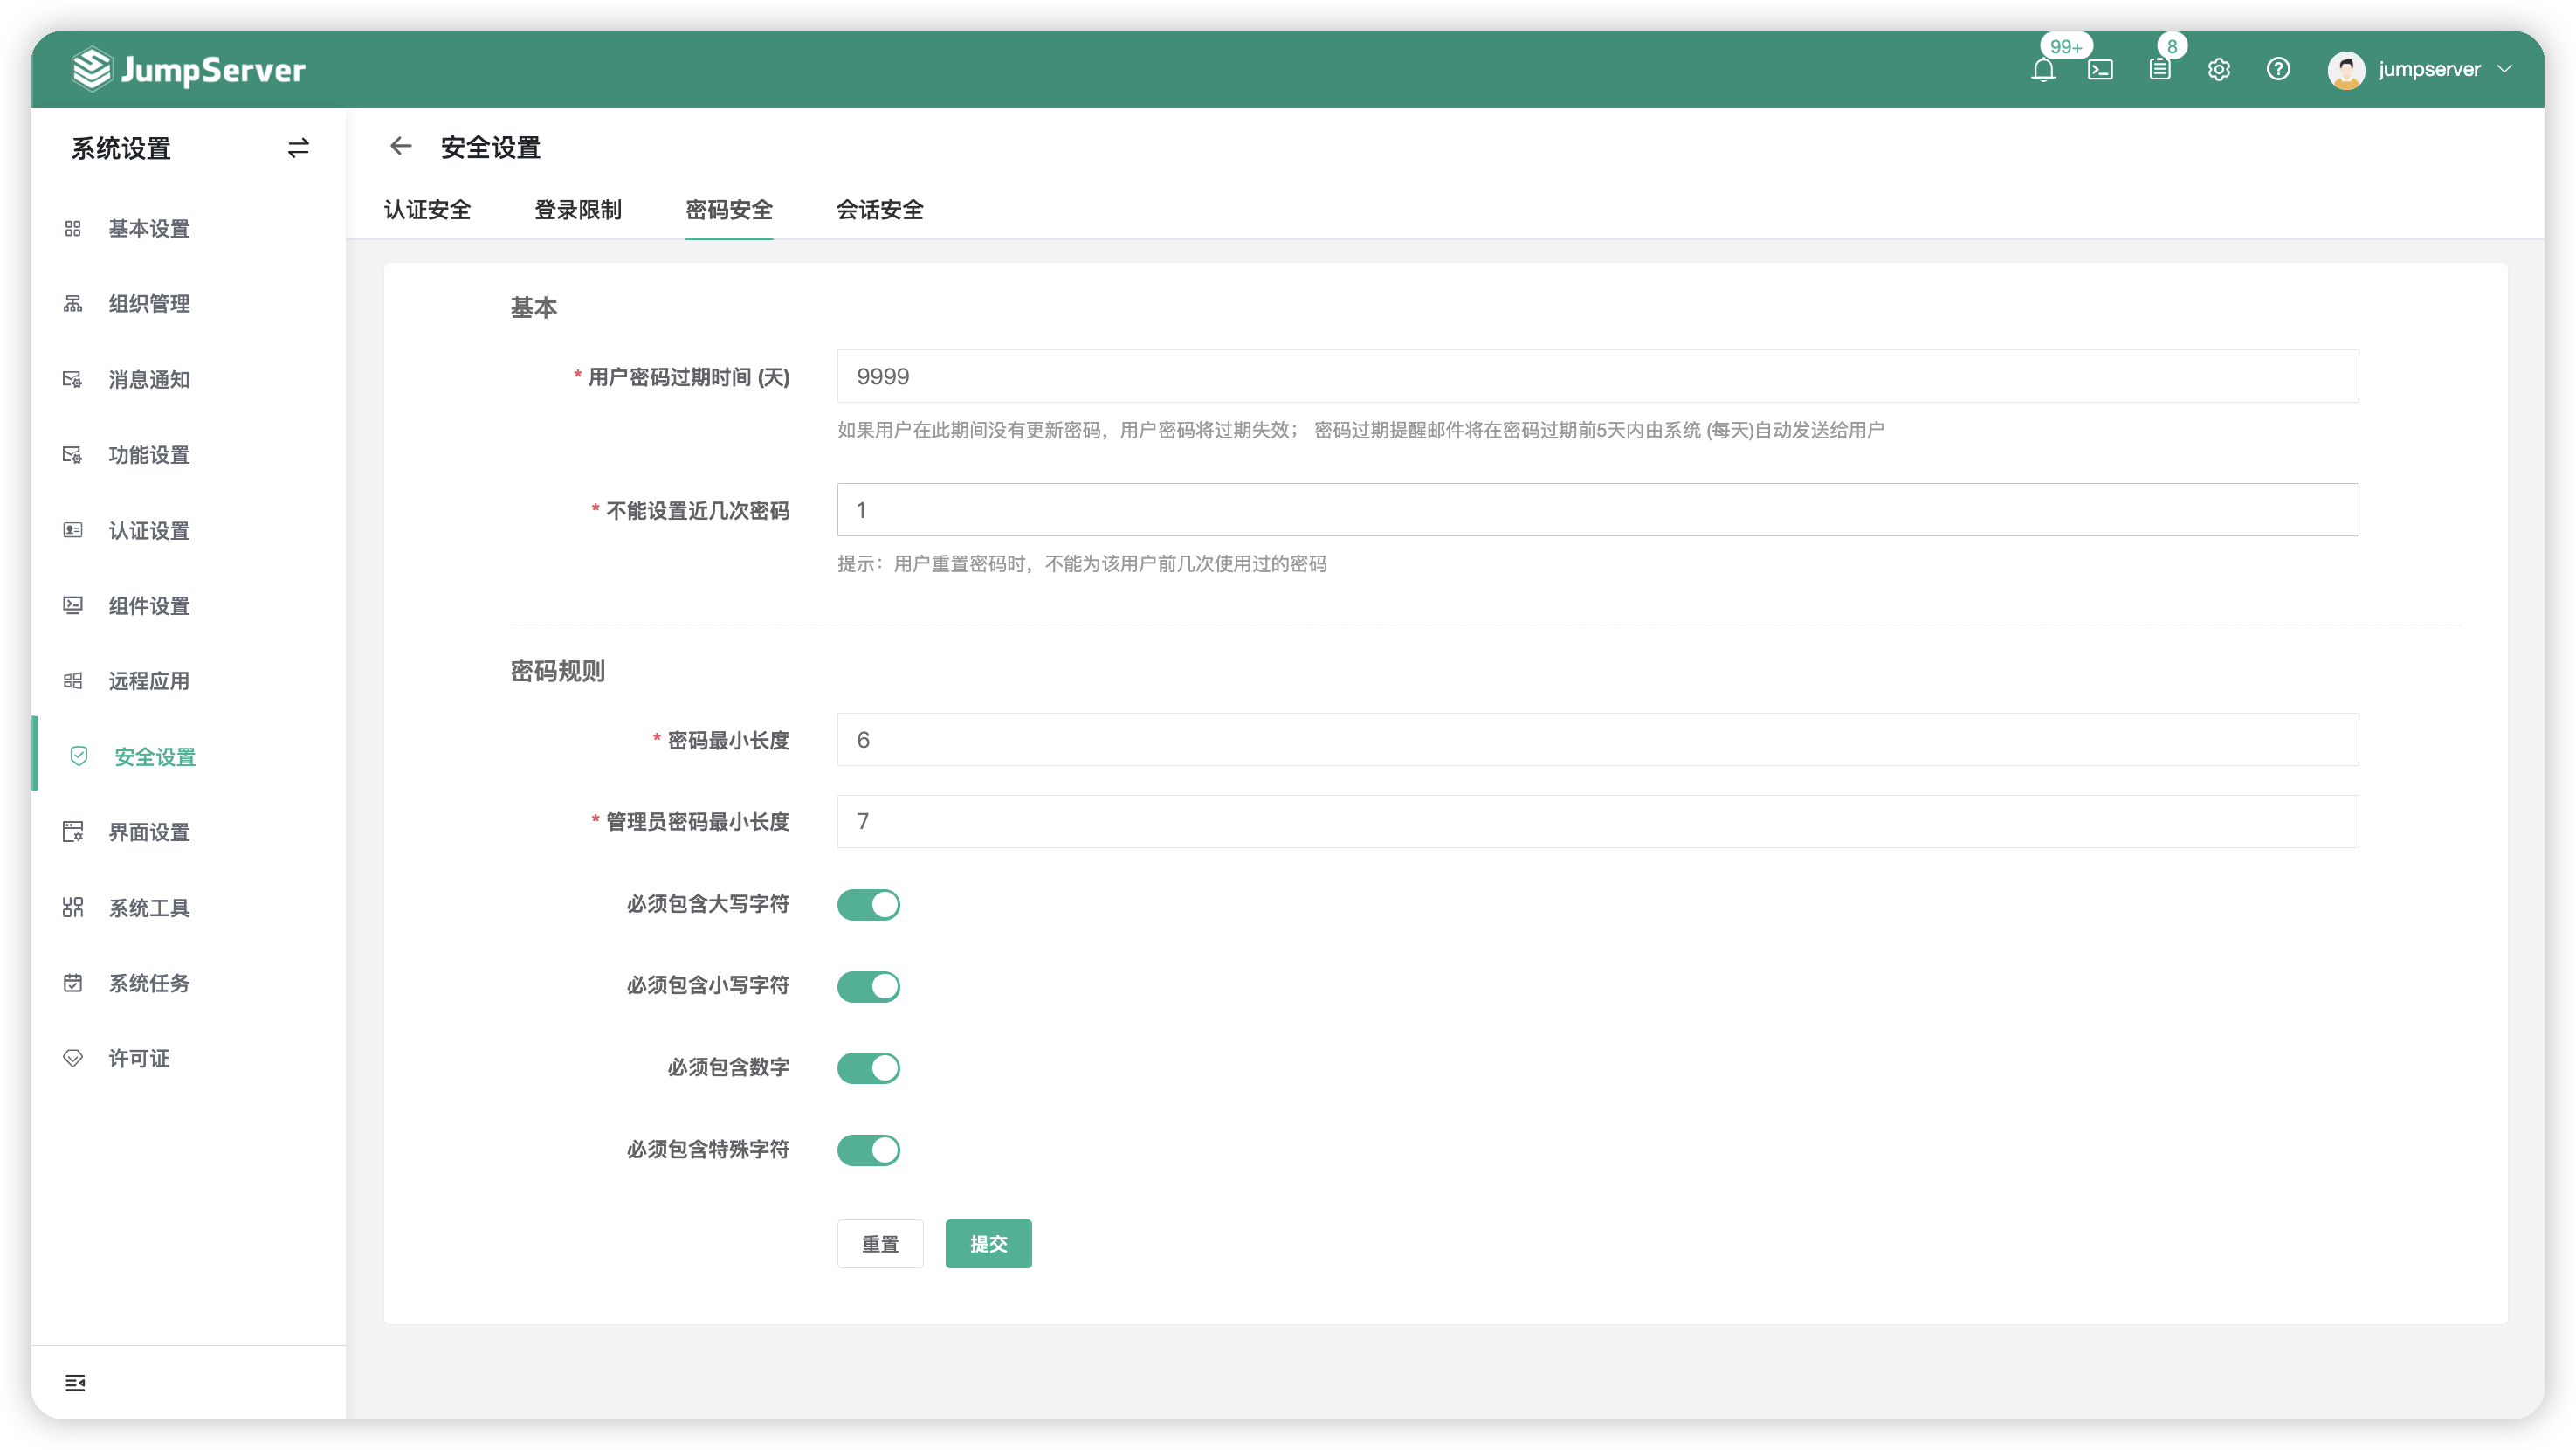 JumpServer
99+
8
jumpserver
系统设置
基本设置
组织管理
消息通知
功能设置
认证设置
组件设置
远程应用
安全设置
界面设置
系统工具
系统任务
许可证
安全设置
认证安全 登录限制 密码安全 会话安全
基本
* 用户密码过期时间 (天) 9999
如果用户在此期间没有更新密码，用户密码将过期失效； 密码过期提醒邮件将在密码过期前5天内由系统 (每天)自动发送给用户
* 不能设置近几次密码 1
提示：用户重置密码时，不能为该用户前几次使用过的密码
密码规则
* 密码最小长度 6
* 管理员密码最小长度 7
必须包含大写字符
必须包含小写字符
必须包含数字
必须包含特殊字符
重置 提交